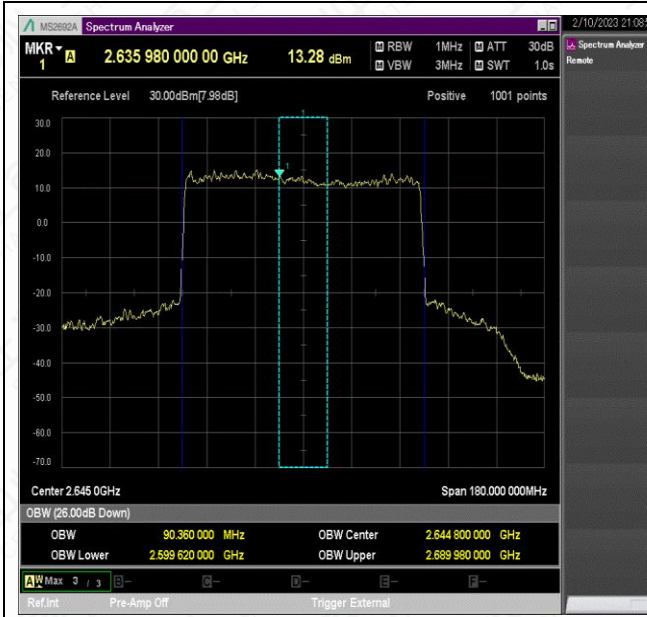 MS2692A Spectrum Analyzer
2/10/2023 21:08:
MKR 1 A 2.635 980 000 00 GHz 13.28 dBm M RBW 1MHz M ATT 30dB
M VBW 3MHz M SWT 1.0s
Spectrum Analyzer
Remote
Reference Level 30.00dBm[7.98dB] Positive 1001 points
30.0
1
20.0
10.0
0.0
-10.0
-20.0
-30.0
-40.0
-50.0
-60.0
-70.0
Center 2.645 0GHz Span 180.000 000MHz
OBW (26.00dB Down)
OBW 90.360 000 MHz OBW Center 2.644 800 000 GHz
OBW Lower 2.599 620 000 GHz OBW Upper 2.689 980 000 GHz
A W Max 3 / 3 B- C- D- E- F-
Ref.Int Pre-Amp Off Trigger External